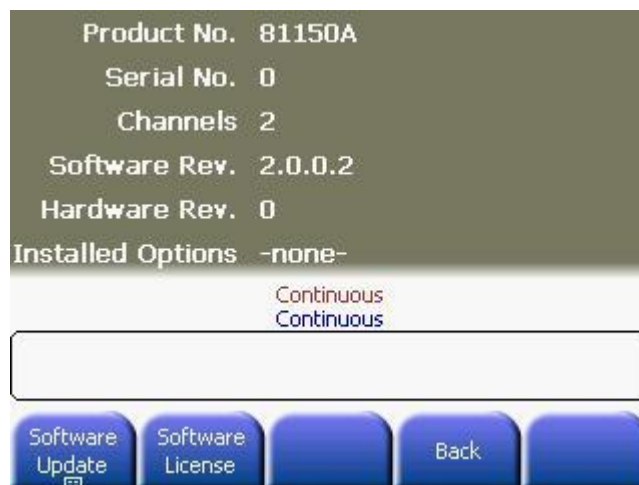 Product No. 81150A
Serial No. 0
Channels 2
Software Rev. 2.0.0.2
Hardware Rev. 0
Installed Options -none-
Continuous
Continuous
Software Update
Software License
Back